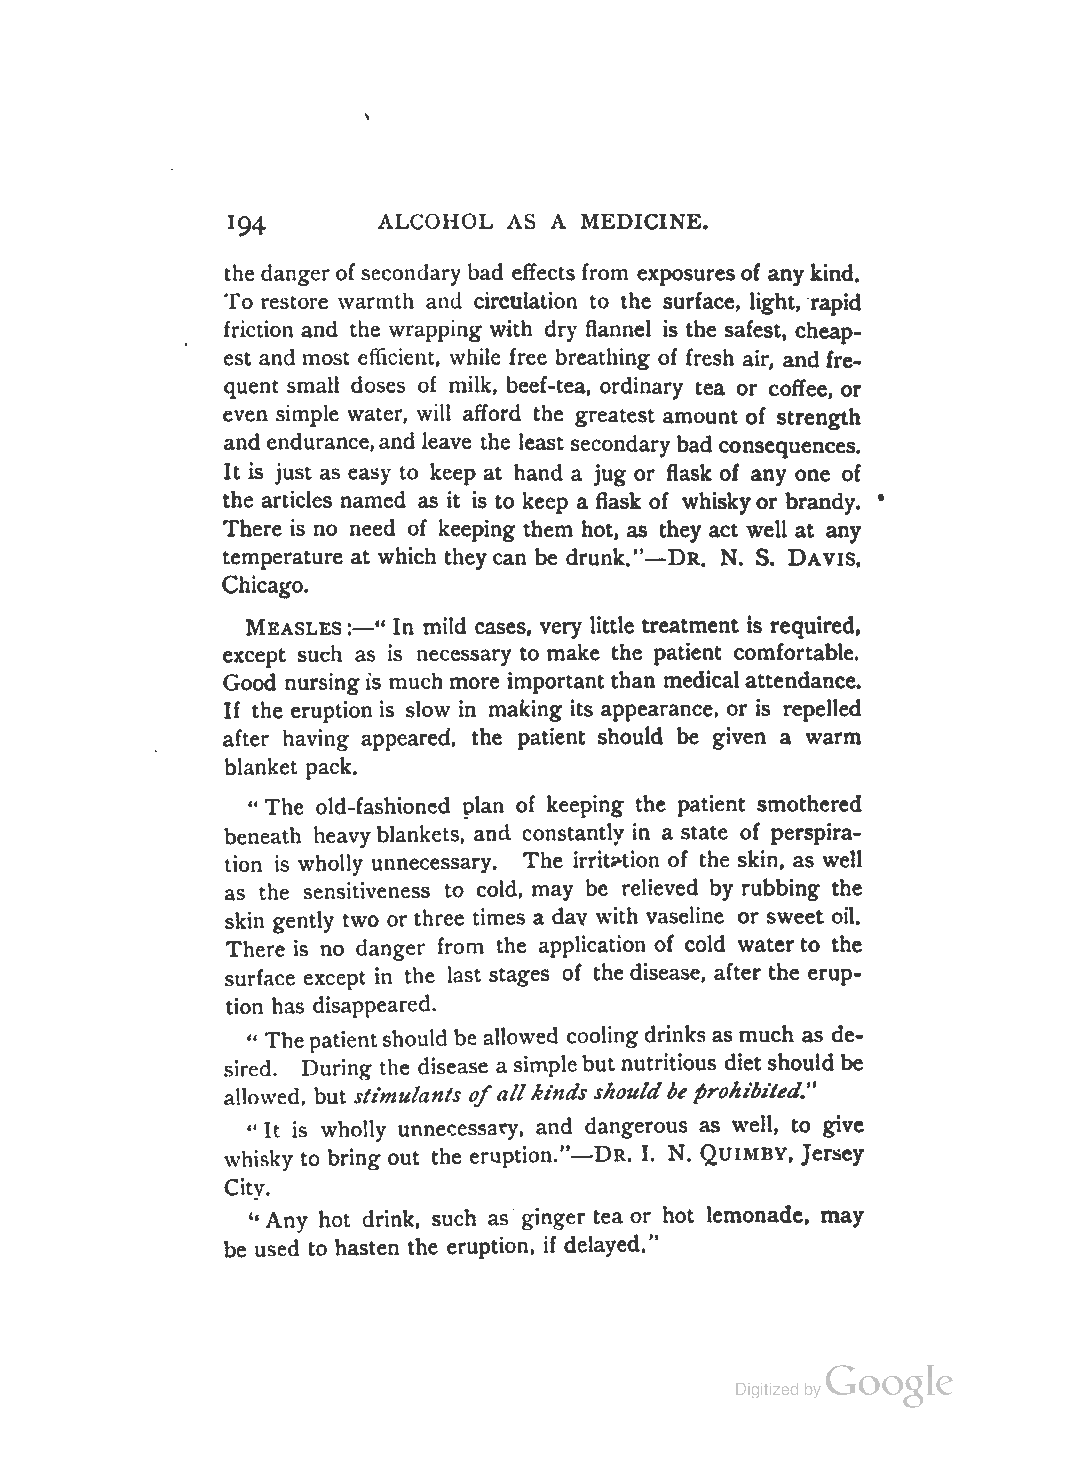 194 ALCOHOL AS A MEDICINE.
the danger of secondary bad effects from exposures of any kind.
To restore warmth and circulation to the surface, light, rapid
friction and the wrapping with dry flannel is the safest, cheap-
est and most efficient, while free breathing of fresh air, and fre-
quent small doses of milk, beef-tea, ordinary tea or coffee, or
even simple water, will afford the greatest amount of strength
and endurance, and leave the least secondary bad consequences.
It is just as easy to keep at hand a jug or flask of any one of
the articles named as it is to keep a flask of whisky or brandy.
There is no need of keeping them hot, as they act well at any
temperature at which they can be drunk."—DR. N. S. DAVIS,
Chicago.
MEASLES:—"In mild cases, very little treatment is required,
except such as is necessary to make the patient comfortable.
Good nursing is much more important than medical attendance.
If the eruption is slow in making its appearance, or is repelled
after having appeared, the patient should be given a warm
blanket pack.
"The old-fashioned plan of keeping the patient smothered
beneath heavy blankets, and constantly in a state of perspira-
tion is wholly unnecessary. The irritation of the skin, as well
as the sensitiveness to cold, may be relieved by rubbing the
skin gently two or three times a day with vaseline or sweet oil.
There is no danger from the application of cold water to the
surface except in the last stages of the disease, after the erup-
tion has disappeared.
"The patient should be allowed cooling drinks as much as de-
sired. During the disease a simple but nutritious diet should be
allowed, but stimulants of all kinds should be prohibited."
"It is wholly unnecessary, and dangerous as well, to give
whisky to bring out the eruption."—DR. I. N. QUIMBY, Jersey
City.
"Any hot drink, such as ginger tea or hot lemonade, may
be used to hasten the eruption, if delayed."
Digitized by Google